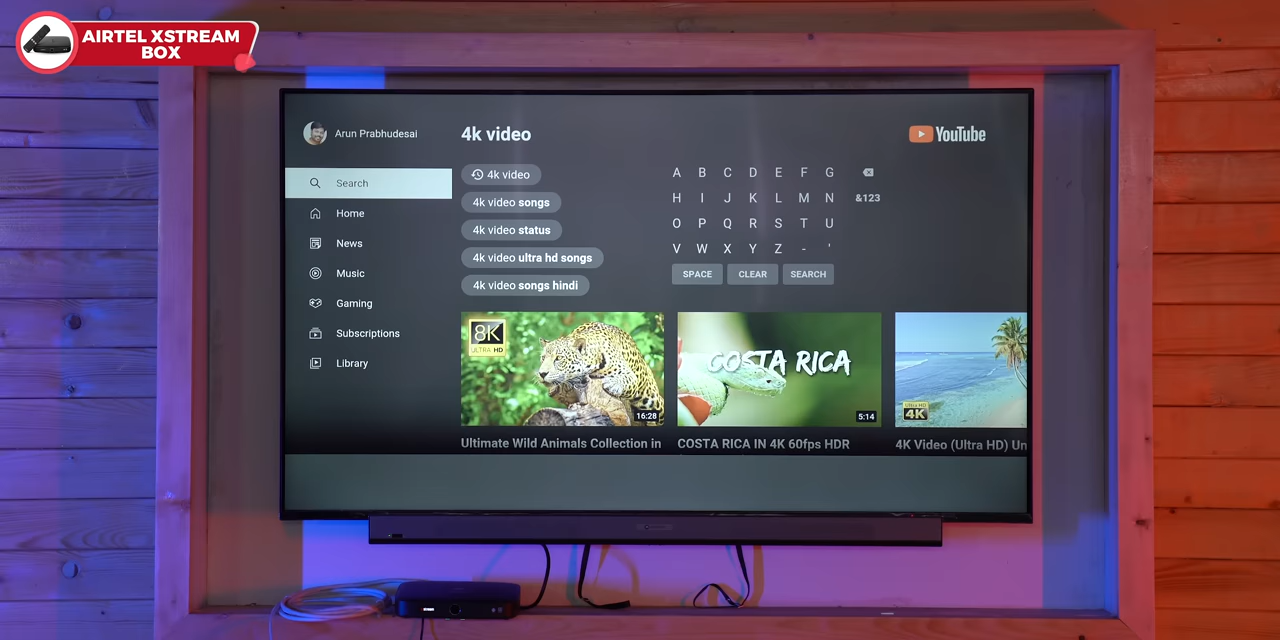 AIRTEL XSTREAM
BOX
Arun Prabhudesai
4k video
YouTube
Search
Home
News
Music
Gaming
Subscriptions
Library
4k video
4k video songs
4k video status
4k video ultra hd songs
4k video songs hindi
A B C D E F G
H I J K L M N &123
O P Q R S T U
V W X Y Z - '
SPACE CLEAR SEARCH
8K
ULTRA HD
16:28
COSTA RICA
5:14
ULTRA HD
4K
Ultimate Wild Animals Collection in
COSTA RICA IN 4K 60fps HDR
4K Video (Ultra HD) Un